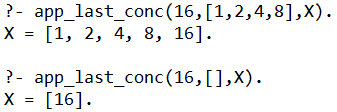 ?- app_last_conc(16,[1,2,4,8],X).
X = [1, 2, 4, 8, 16].
?- app_last_conc(16,[],X).
X = [16].